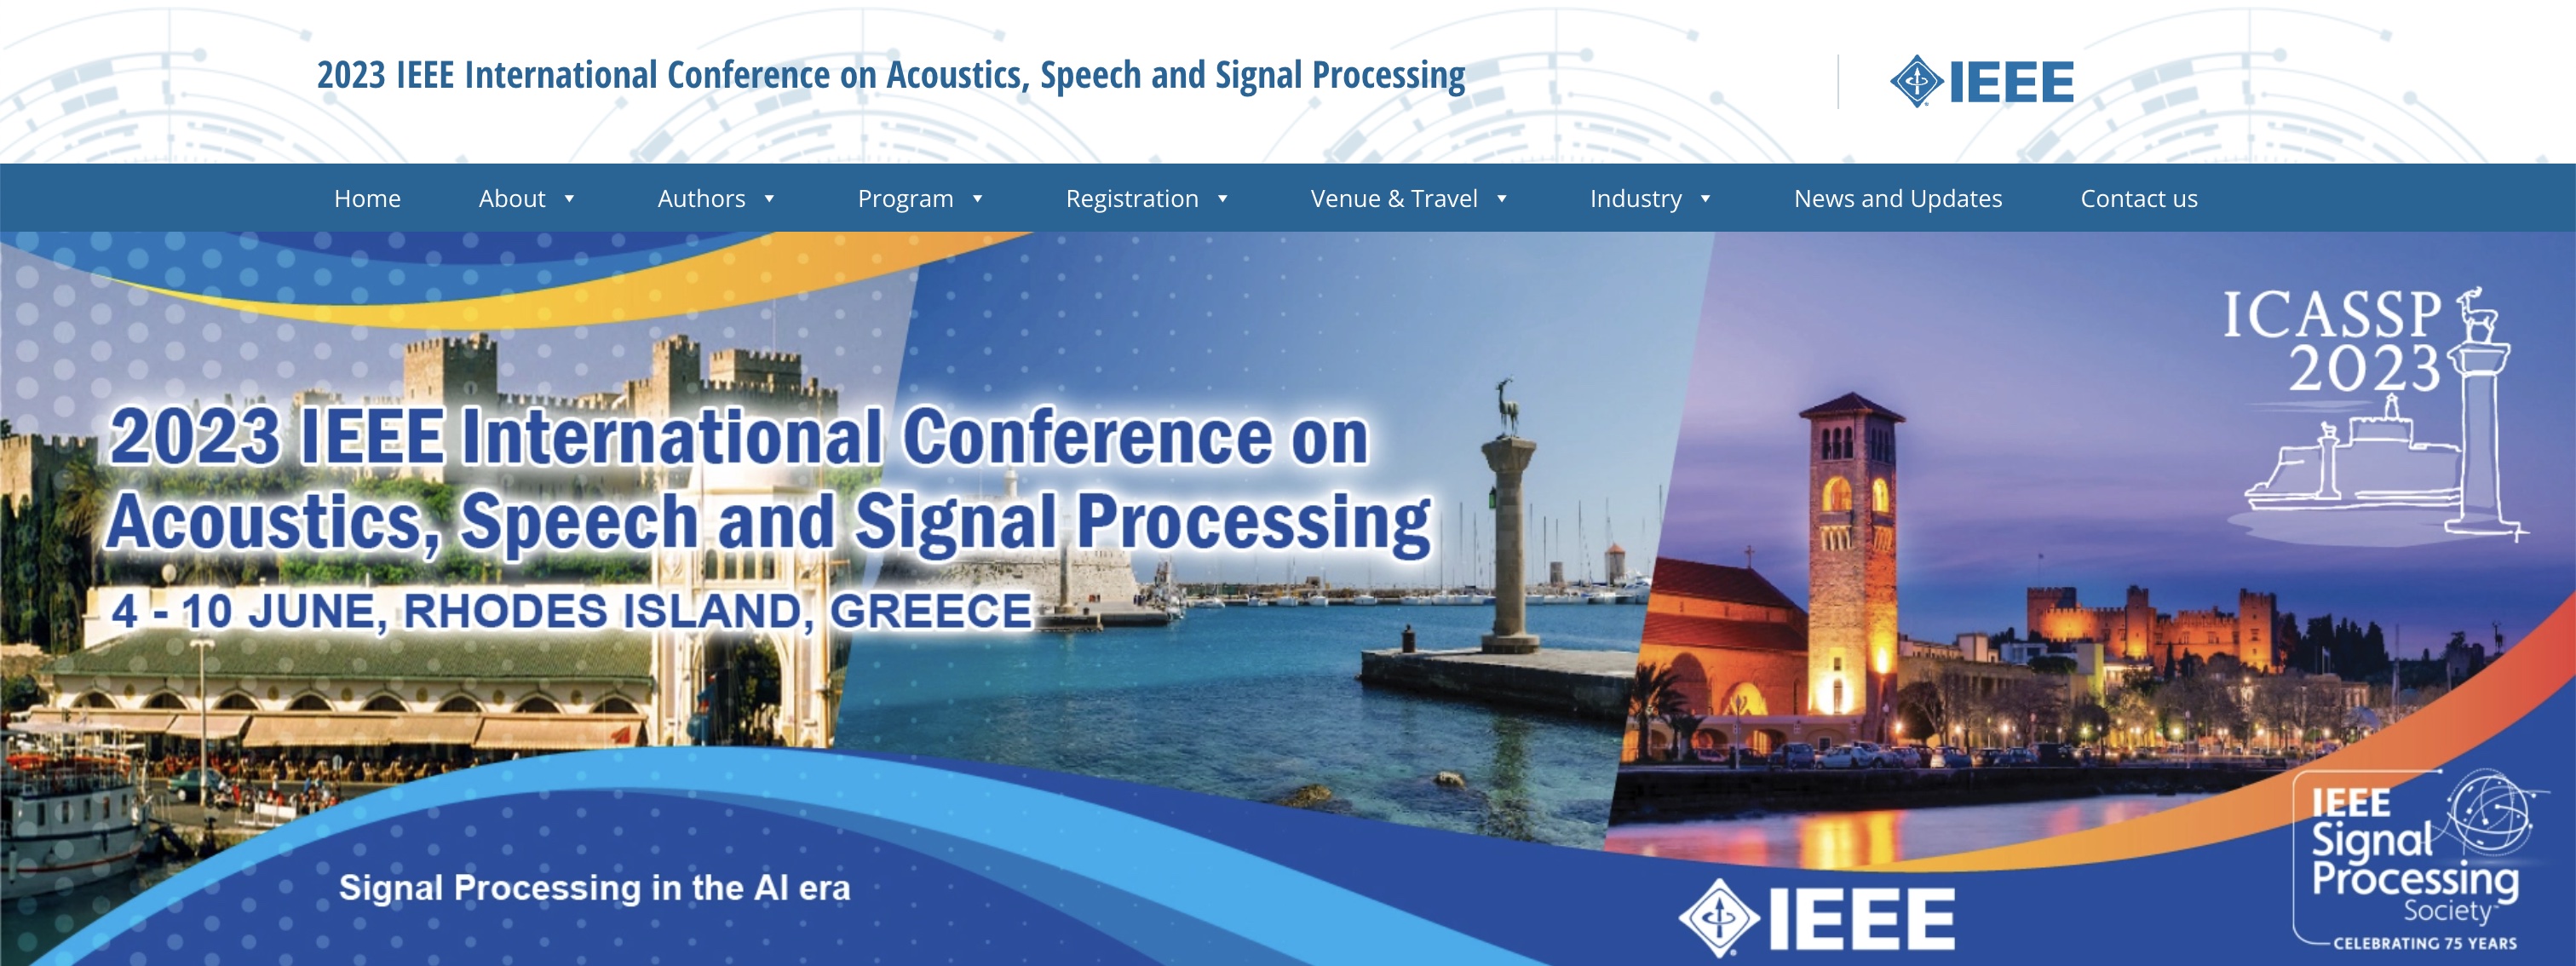 2023 IEEE International Conference on Acoustics, Speech and Signal Processing
IEEE
Home
About
Authors
Program
Registration
Venue & Travel
Industry
News and Updates
Contact us
ICASSP
2023
2023 IEEE International Conference on
Acoustics, Speech and Signal Processing
4 - 10 JUNE, RHODES ISLAND, GREECE
Signal Processing in the AI era
IEEE
IEEE
Signal
Processing
Society™
CELEBRATING 75 YEARS